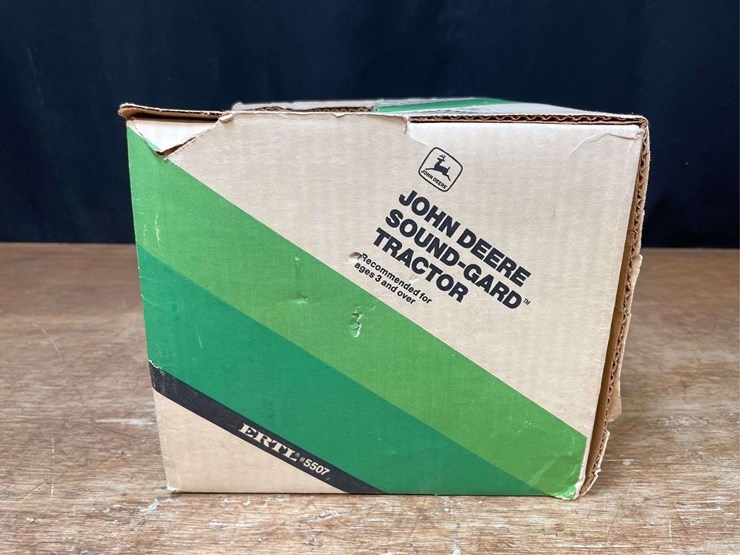 JOHN DEERE
JOHN DEERE
SOUND-GARD™
TRACTOR
Recommended for
ages 3 and over
ERTL® #5507